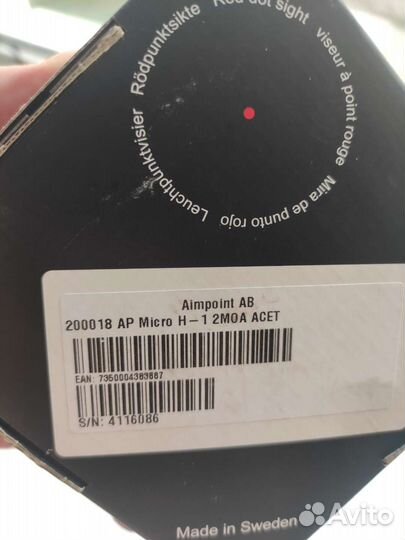 Red dot sight
viseur à point rouge
Mira de punto rojo
Leuchtpunktvisier
Rödpunktsikte
Aimpoint AB
200018 AP Micro H-1 2MOA ACET
EAN: 7350004383887
S/N: 4116086
Made in Sweden
Avito